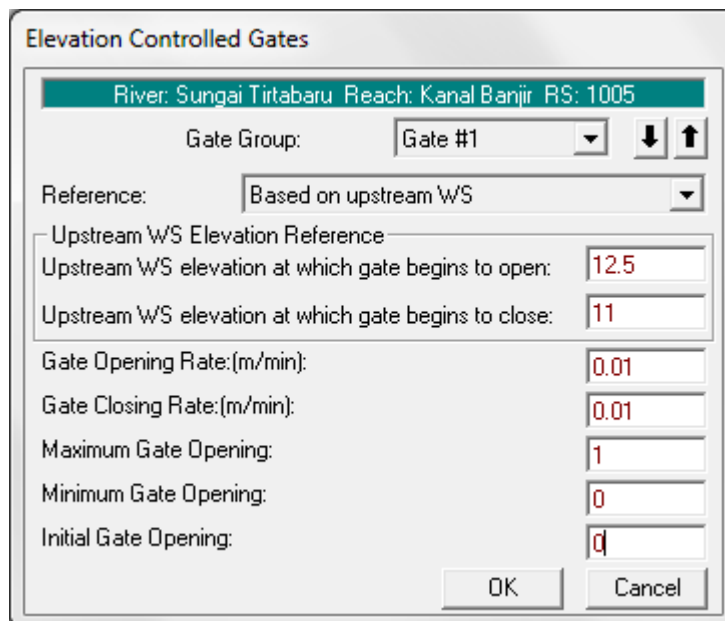 Elevation Controlled Gates
River: Sungai Tirtabaru Reach: Kanal Banjir RS: 1005
Gate Group: Gate #1
Reference: Based on upstream WS
Upstream WS Elevation Reference
Upstream WS elevation at which gate begins to open: 12.5
Upstream WS elevation at which gate begins to close: 11
Gate Opening Rate:(m/min): 0.01
Gate Closing Rate:(m/min): 0.01
Maximum Gate Opening: 1
Minimum Gate Opening: 0
Initial Gate Opening: 0
OK Cancel